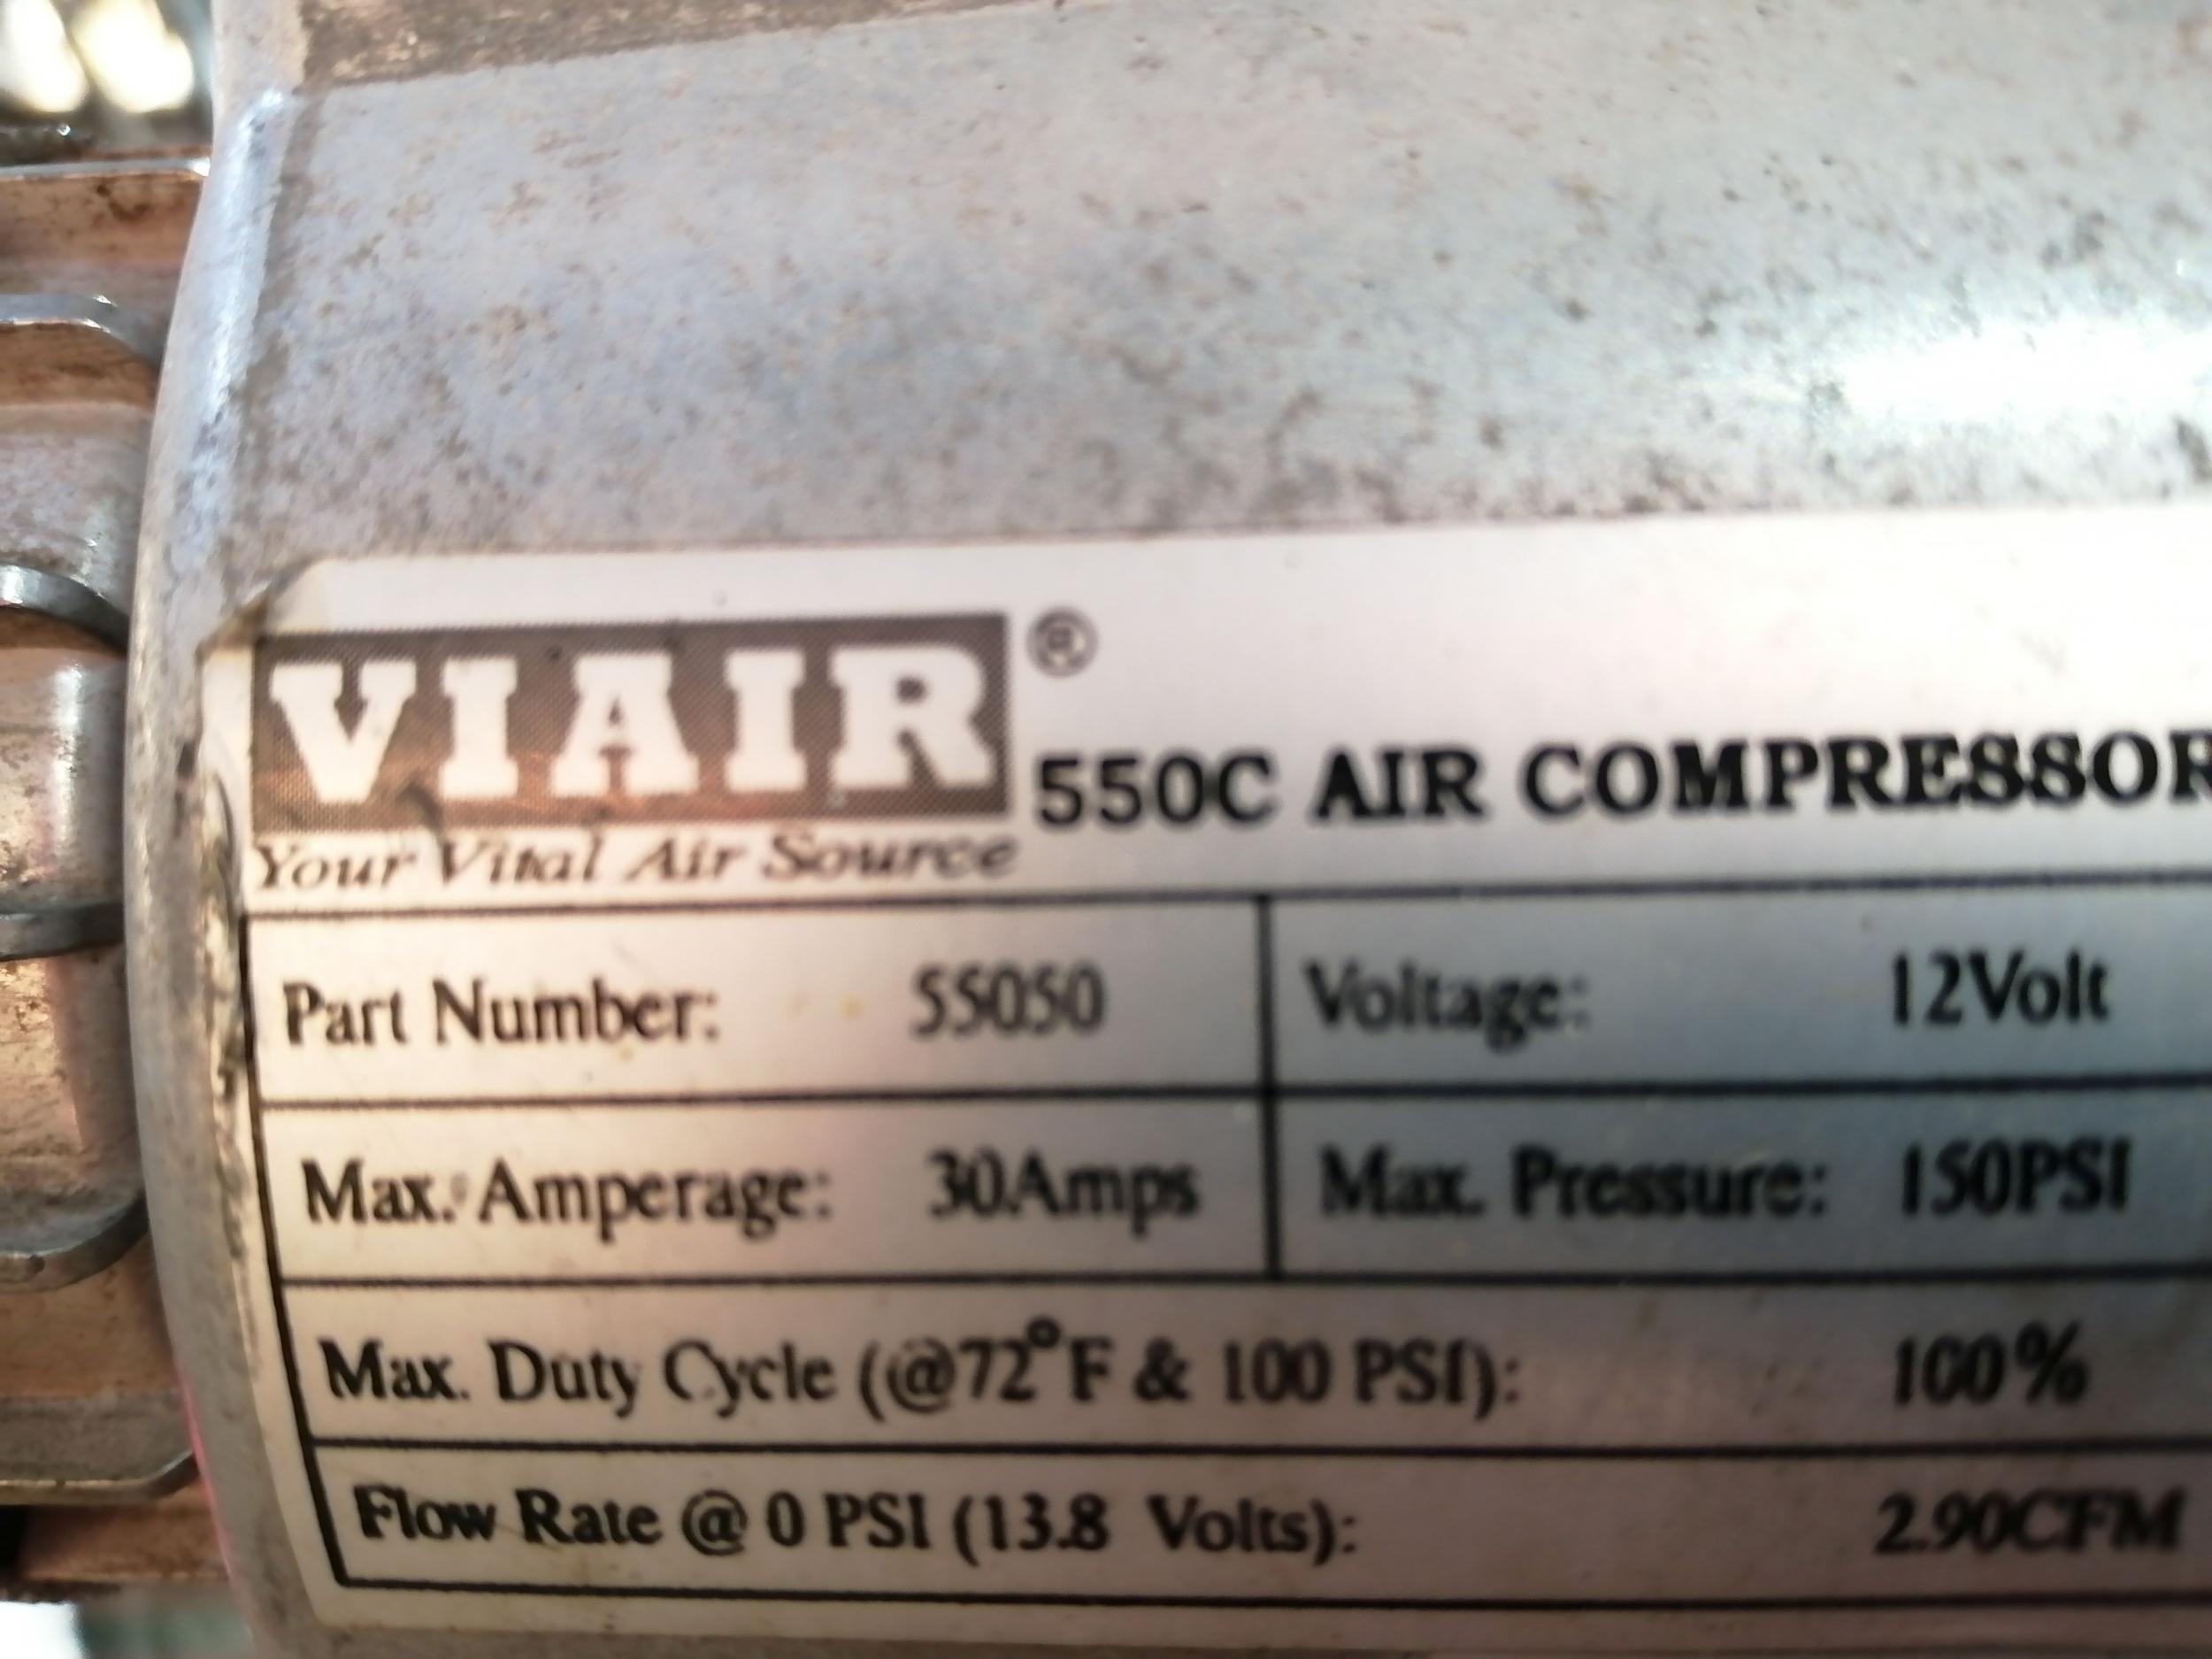 VIAIR®
Your Vital Air Source
550C AIR COMPRESSOR
Part Number: 55050 Voltage: 12Volt
Max. Amperage: 30Amps Max. Pressure: 150PSI
Max. Duty Cycle (@72°F & 100 PSI): 100%
Flow Rate @ 0 PSI (13.8 Volts): 2.90CFM